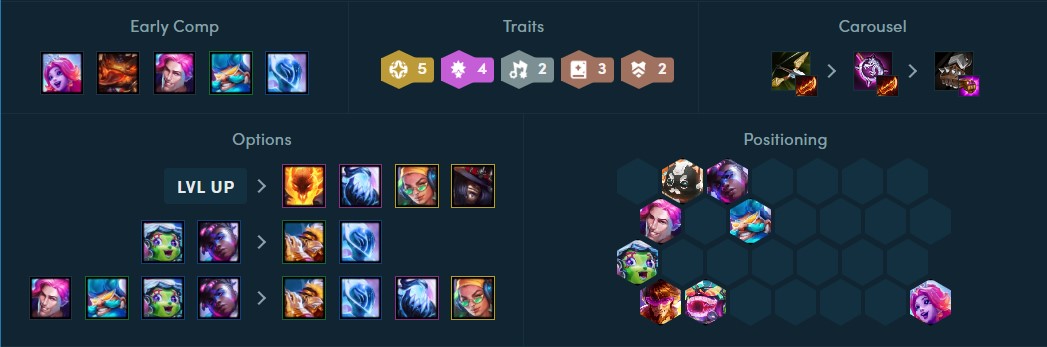 Early Comp
Traits
Carousel
5
4
2
3
2
Options
Positioning
LVL UP